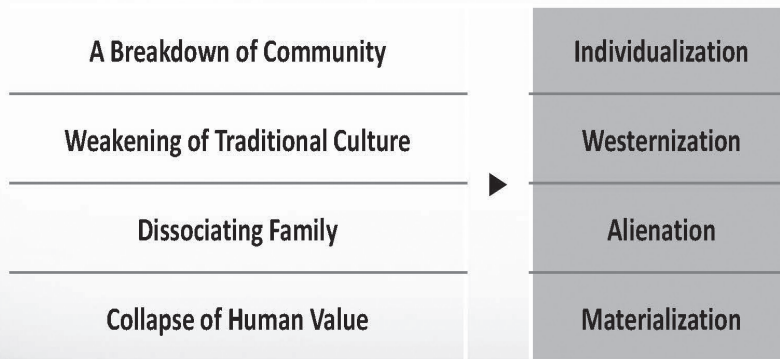 A Breakdown of Community
Individualization
Weakening of Traditional Culture
Westernization
Dissociating Family
Alienation
Collapse of Human Value
Materialization